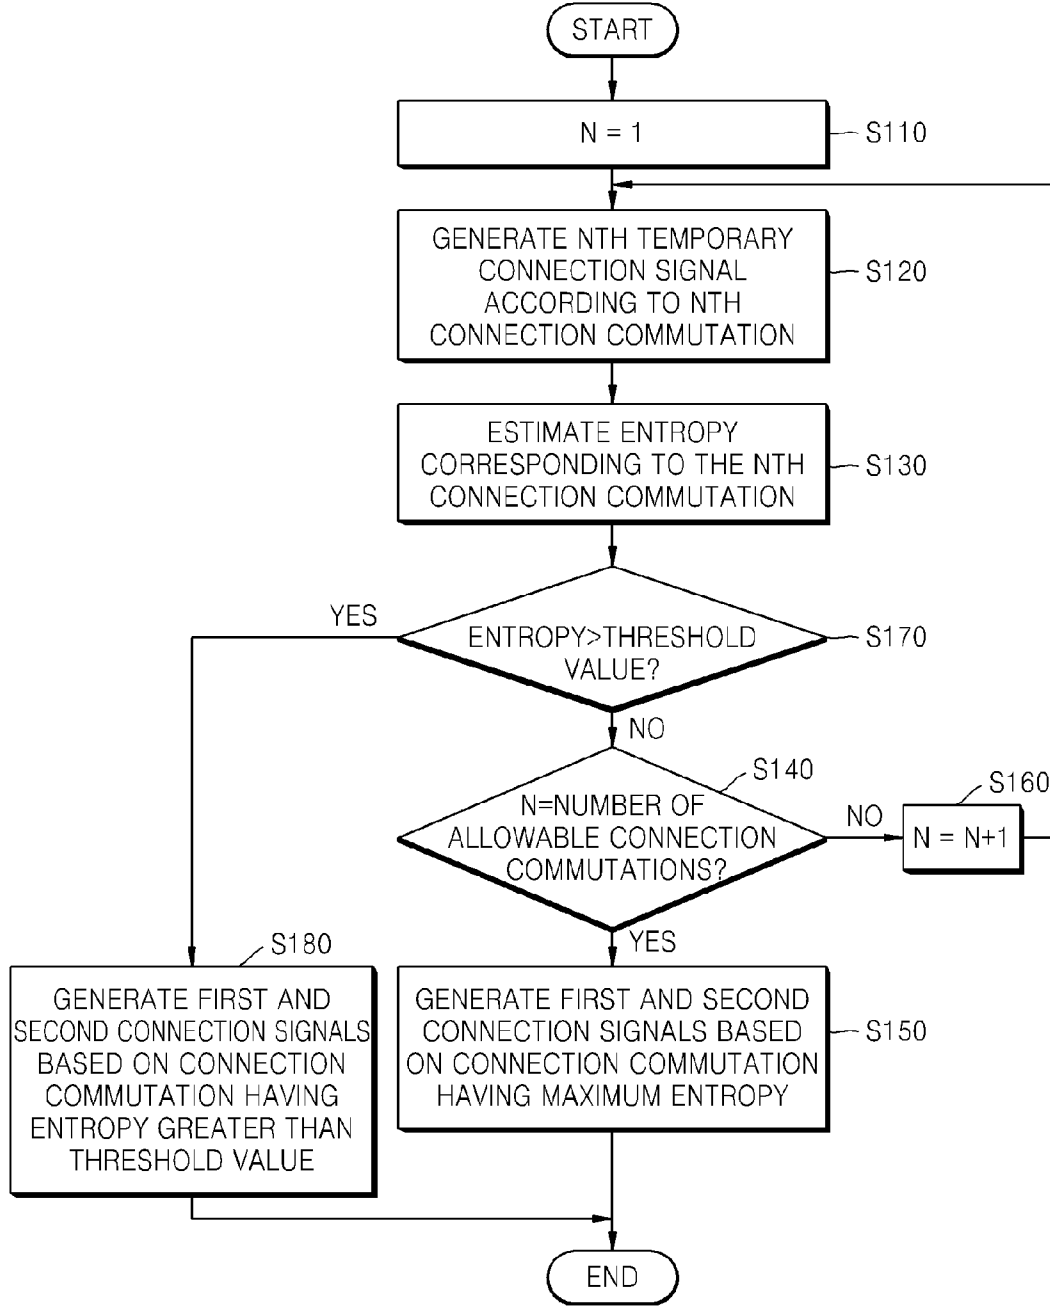 START
N = 1
S110
GENERATE NTH TEMPORARY
CONNECTION SIGNAL
ACCORDING TO NTH
CONNECTION COMMUTATION
S120
ESTIMATE ENTROPY
CORRESPONDING TO THE NTH
CONNECTION COMMUTATION
S130
YES
ENTROPY>THRESHOLD
VALUE?
S170
NO
S140
N=NUMBER OF
ALLOWABLE CONNECTION
COMMUTATIONS?
NO
S160
N = N+1
YES
S180
GENERATE FIRST AND
SECOND CONNECTION SIGNALS
BASED ON CONNECTION
COMMUTATION HAVING
ENTROPY GREATER THAN
THRESHOLD VALUE
GENERATE FIRST AND SECOND
CONNECTION SIGNALS BASED
ON CONNECTION COMMUTATION
HAVING MAXIMUM ENTROPY
S150
END